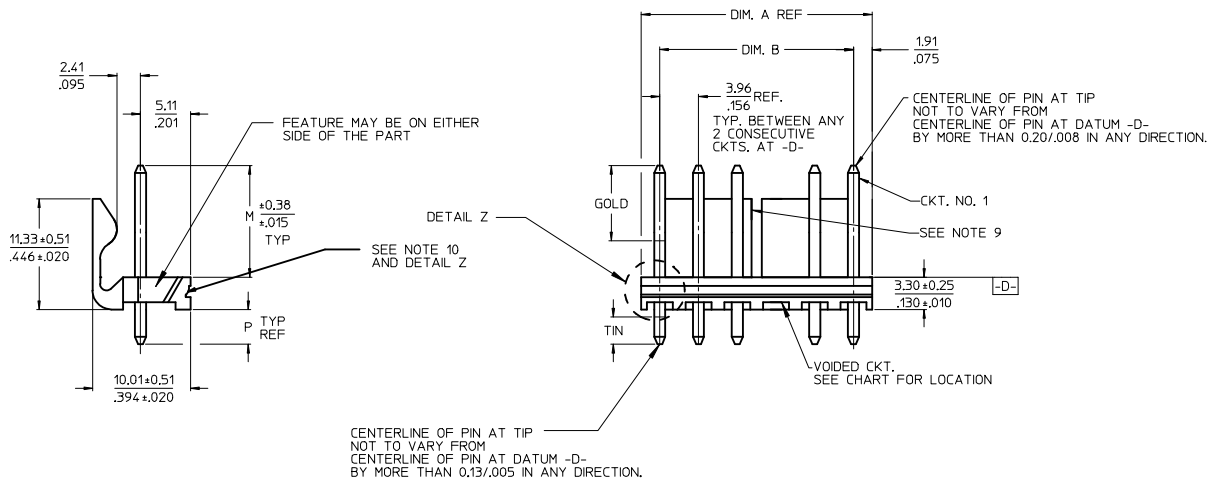 DIM. A REF
DIM. B
1.91
.075
2.41
.095
5.11
.201
3.96
.156
REF.
TYP. BETWEEN ANY
2 CONSECUTIVE
CKTS. AT -D-
CENTERLINE OF PIN AT TIP
NOT TO VARY FROM
CENTERLINE OF PIN AT DATUM -D-
BY MORE THAN 0.20/.008 IN ANY DIRECTION.
FEATURE MAY BE ON EITHER
SIDE OF THE PART
GOLD
CKT. NO. 1
M ±0.38
±.015
TYP
DETAIL Z
SEE NOTE 9
11.33±0.51
.446±.020
SEE NOTE 10
AND DETAIL Z
3.30±0.25
.130±.010
-D-
P TYP
REF
TIN
VOIDED CKT.
SEE CHART FOR LOCATION
10.01±0.51
.394±.020
CENTERLINE OF PIN AT TIP
NOT TO VARY FROM
CENTERLINE OF PIN AT DATUM -D-
BY MORE THAN 0.13/.005 IN ANY DIRECTION.